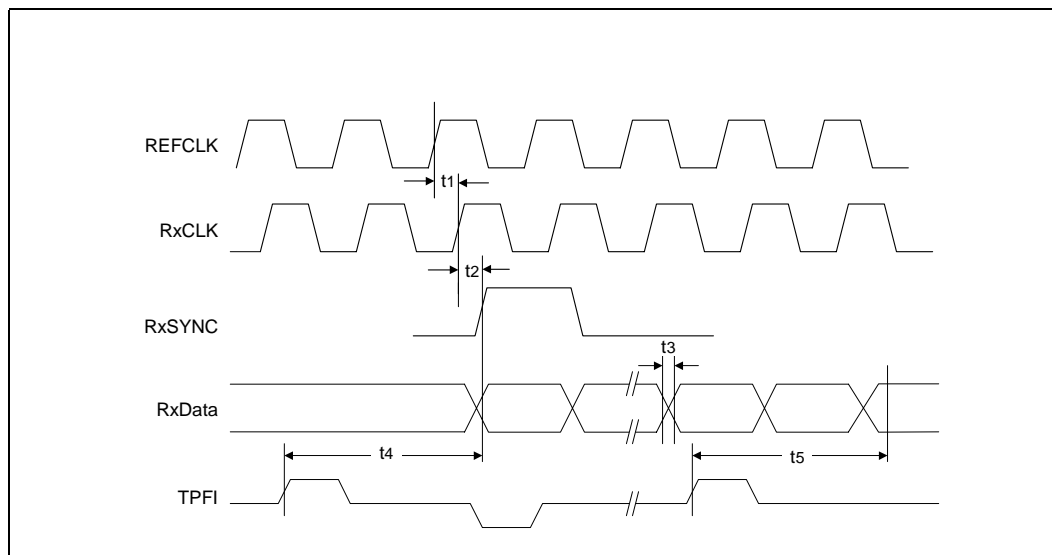 REFCLK
t1
RxCLK
t2
RxSYNC
t3
RxData
t4
t5
TPFI